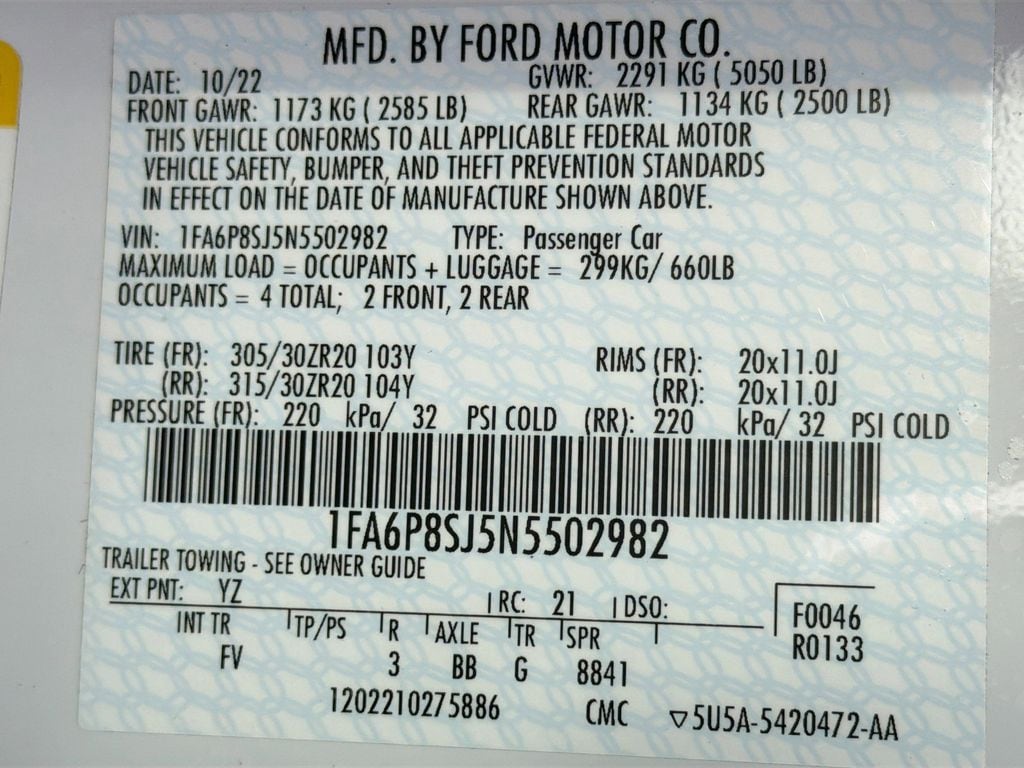 MFD. BY FORD MOTOR CO.
DATE: 10/22 GVWR: 2291 KG ( 5050 LB)
FRONT GAWR: 1173 KG ( 2585 LB) REAR GAWR: 1134 KG ( 2500 LB)
THIS VEHICLE CONFORMS TO ALL APPLICABLE FEDERAL MOTOR
VEHICLE SAFETY, BUMPER, AND THEFT PREVENTION STANDARDS
IN EFFECT ON THE DATE OF MANUFACTURE SHOWN ABOVE.
VIN: 1FA6P8SJ5N5502982 TYPE: Passenger Car
MAXIMUM LOAD = OCCUPANTS + LUGGAGE = 299KG/ 660LB
OCCUPANTS = 4 TOTAL; 2 FRONT, 2 REAR
TIRE (FR): 305/30ZR20 103Y RIMS (FR): 20x11.0J
(RR): 315/30ZR20 104Y (RR): 20x11.0J
PRESSURE (FR): 220 kPa/ 32 PSI COLD (RR): 220 kPa/ 32 PSI COLD
1FA6P8SJ5N5502982
TRAILER TOWING - SEE OWNER GUIDE
EXT PNT: YZ RC: 21 DSO: F0046
INT TR TP/PS R AXLE TR SPR R0133
FV 3 BB G 8841
1202210275886 CMC ▽5U5A-5420472-AA